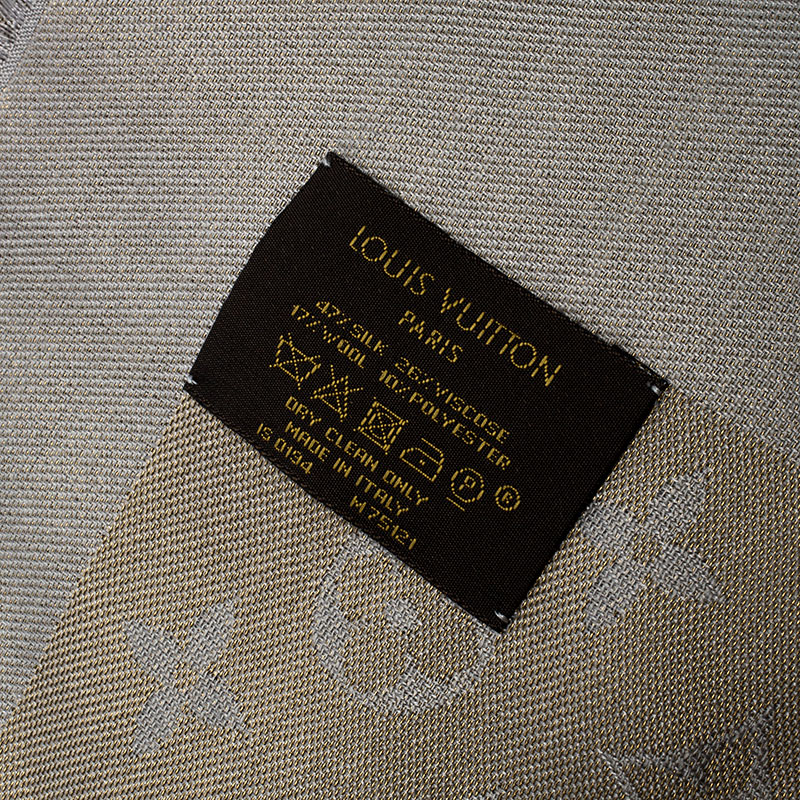 LOUIS VUITTON
PARIS
47% SILK 26% VISCOSE
17% WOOL 10% POLYESTER
P R
DRY CLEAN ONLY
MADE IN ITALY
IS 0194 M75121